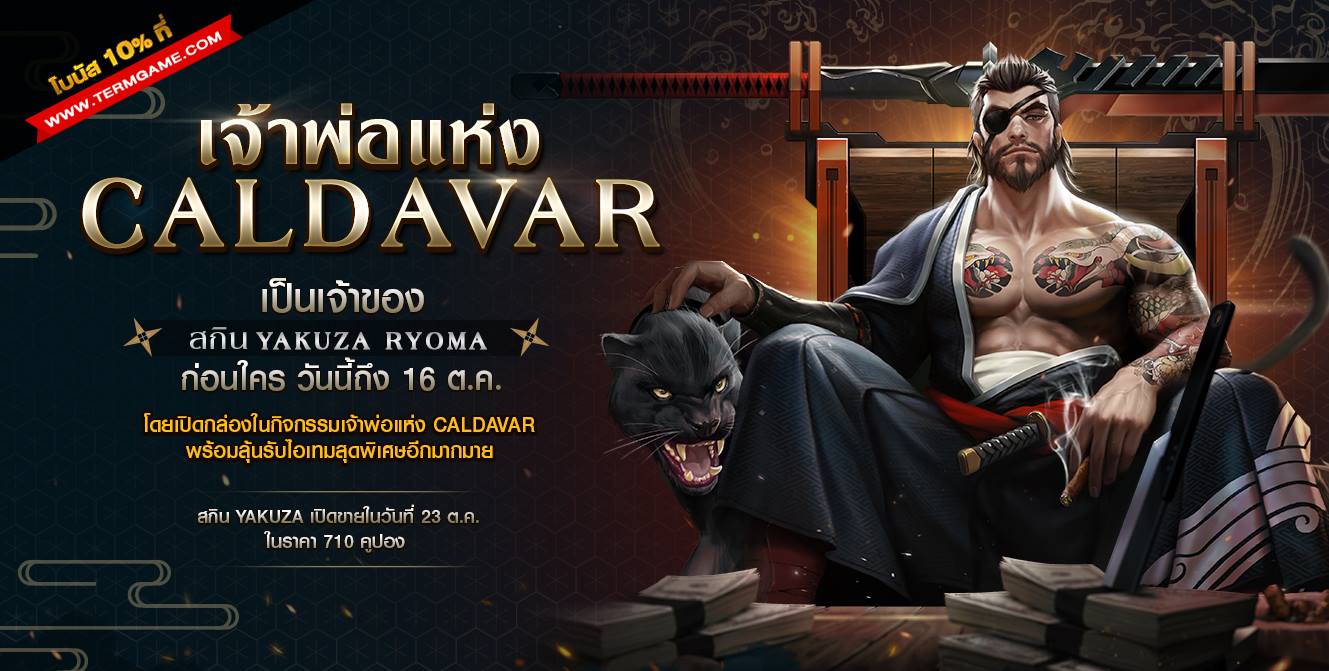 โบนัส 10% ที่
WWW.TERMGAME.COM
เจ้าพ่อแห่ง
CALDAVAR
เป็นเจ้าของ
สกิน YAKUZA RYOMA
ก่อนใคร วันนี้ถึง 16 ต.ค.
โดยเปิดกล่องในกิจกรรมเจ้าพ่อแห่ง CALDAVAR
พร้อมลุ้นรับไอเทมสุดพิเศษอีกมากมาย
สกิน YAKUZA เปิดขายในวันที่ 23 ต.ค.
ในราคา 710 คูปอง